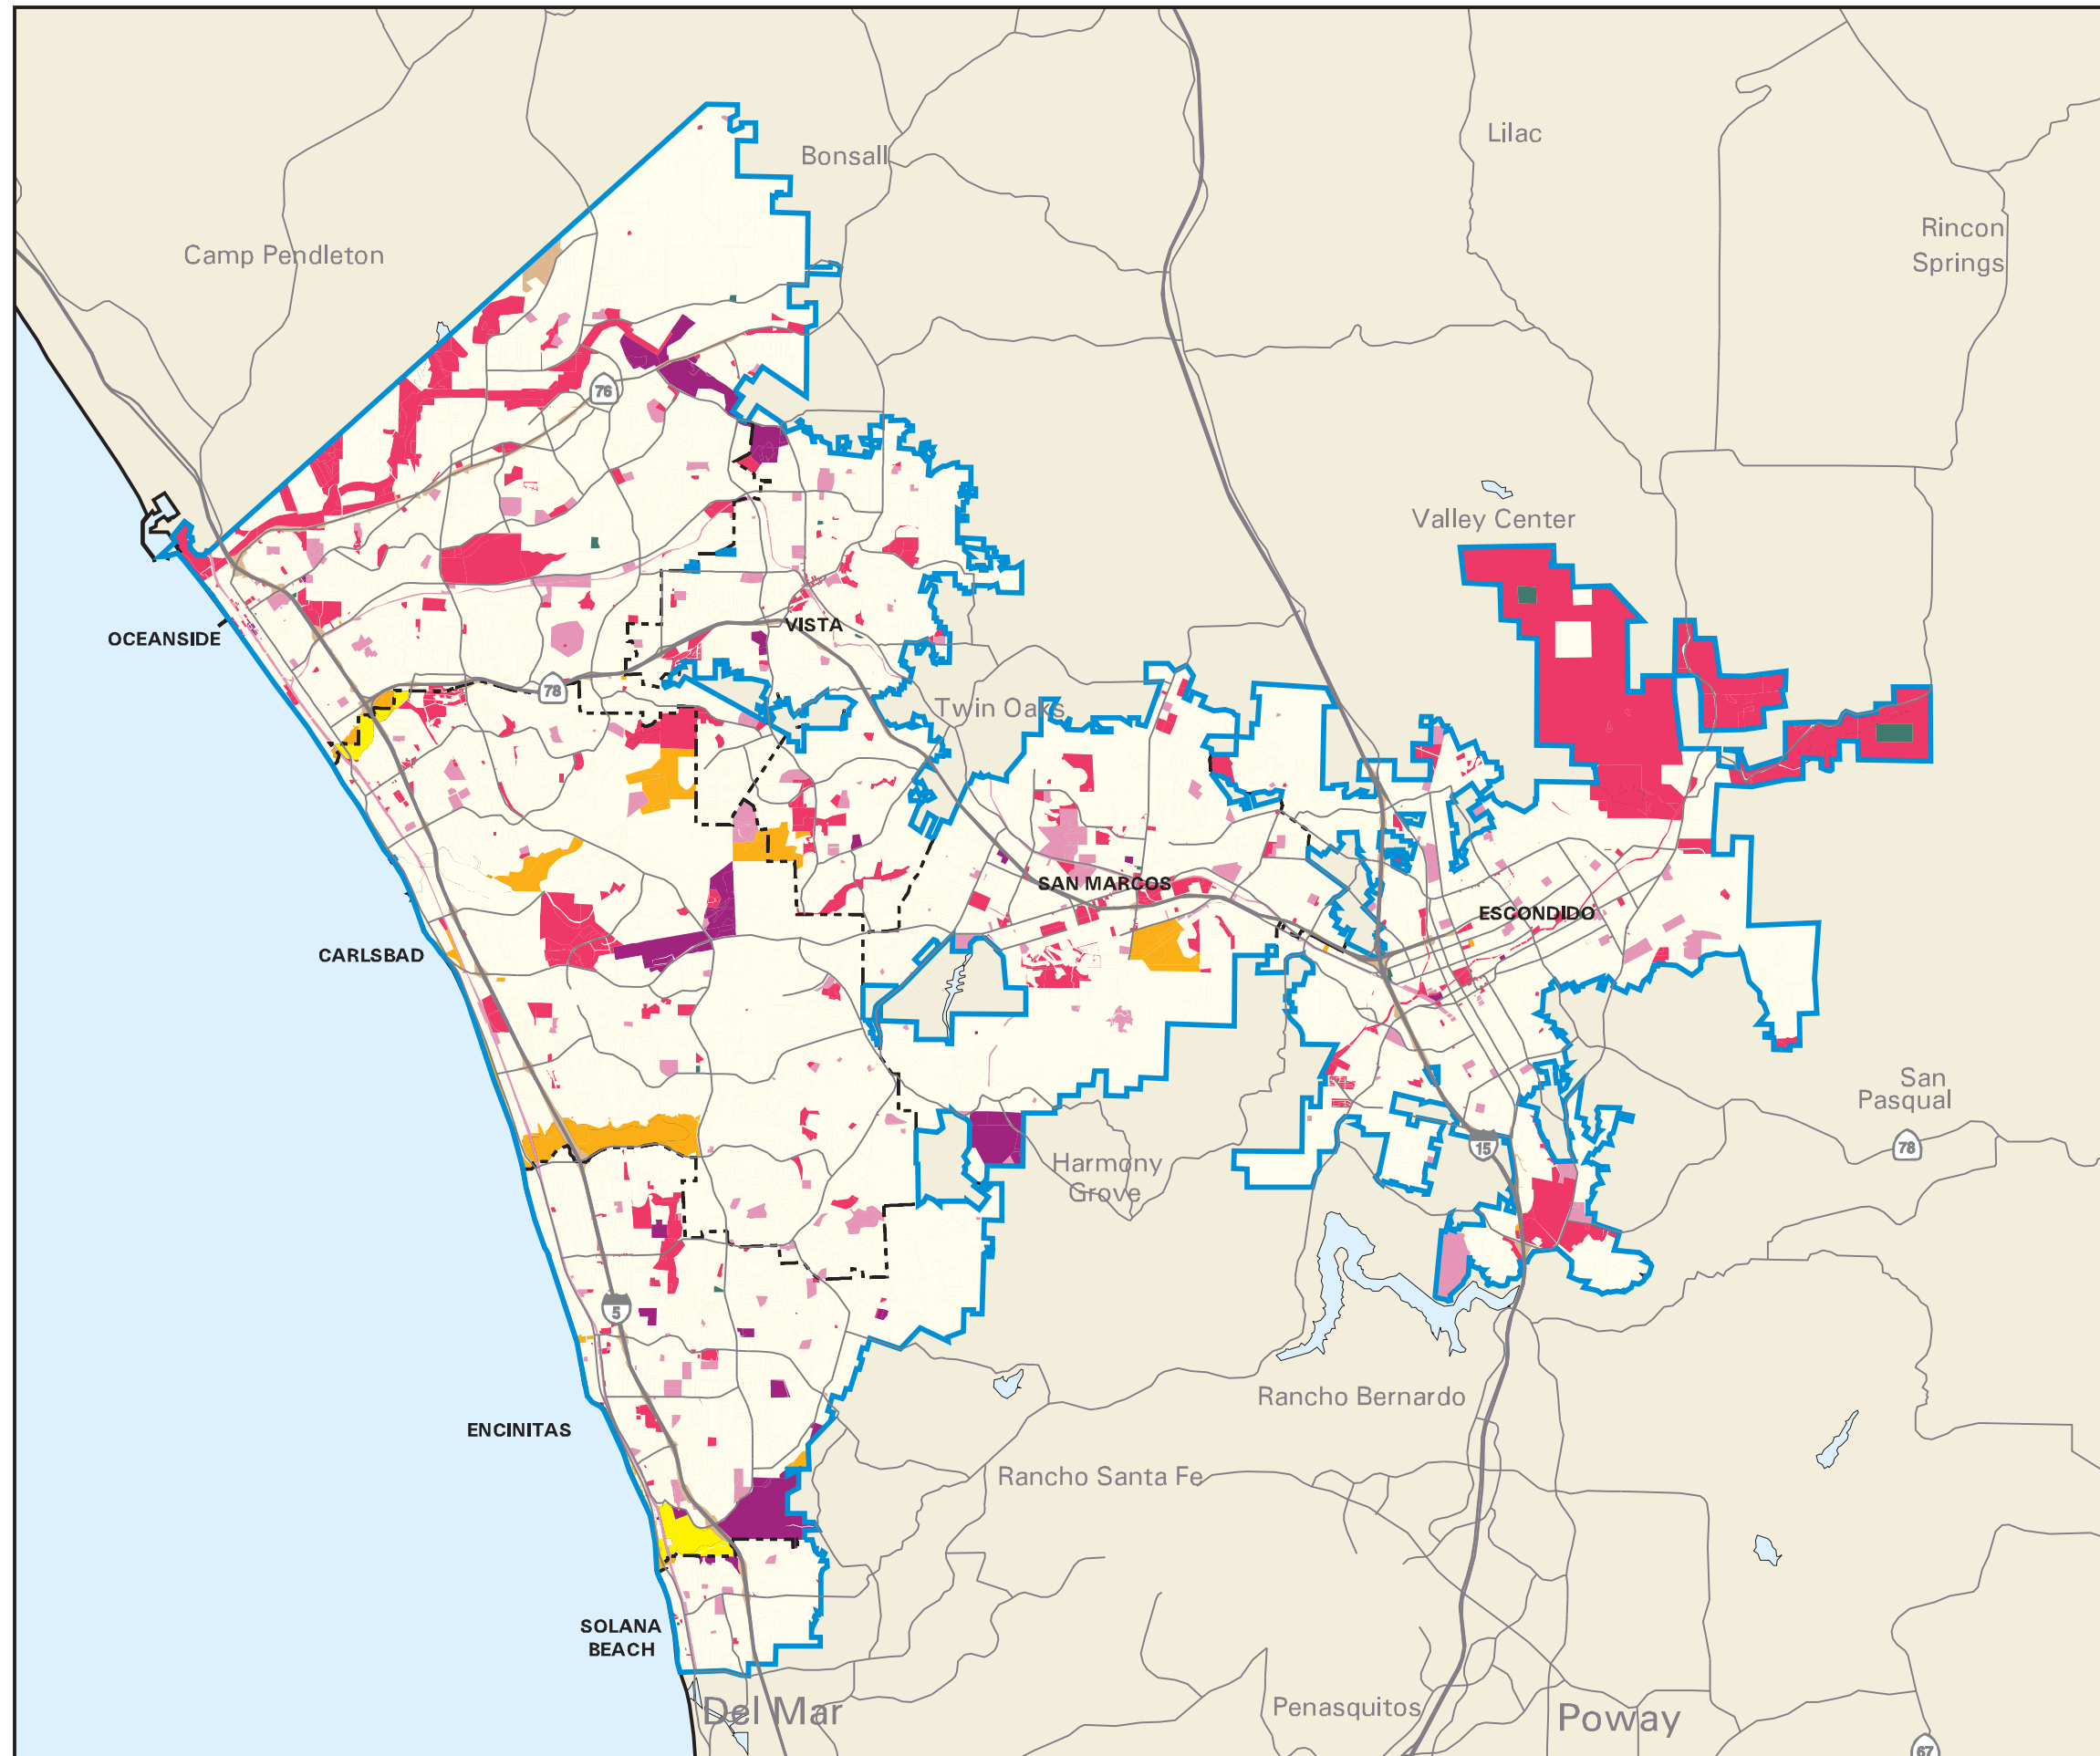 Lilac
Bonsall
Rincon
Springs
Camp Pendleton
76
Valley Center
VISTA
OCEANSIDE
78
Twin Oaks
SAN MARCOS
ESCONDIDO
CARLSBAD
San
Pasqual
15
78
Harmony
Grove
5
Rancho Bernardo
ENCINITAS
Rancho Santa Fe
SOLANA
BEACH
Del Mar
Penasquitos
Poway
67